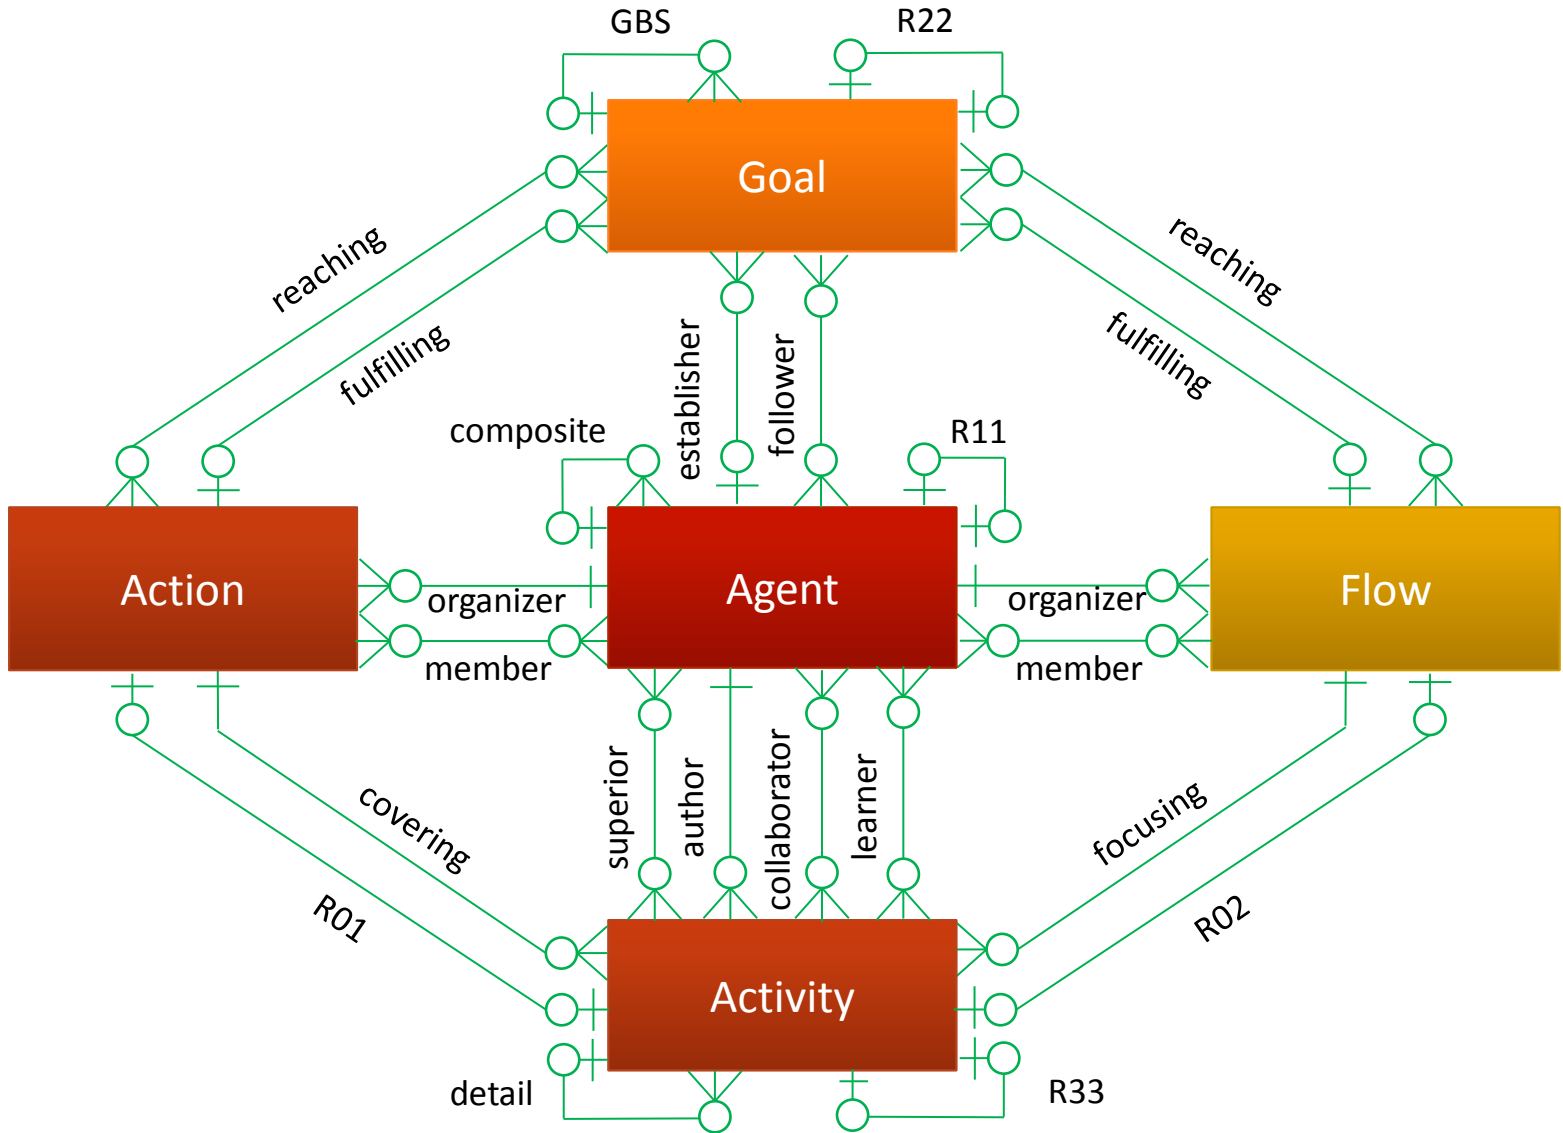 GBS
R22
Goal
reaching
fulfilling
reaching
fulfilling
establisher
follower
composite
R11
Action
Agent
Flow
organizer
organizer
member
member
superior
author
collaborator
learner
covering
focusing
R01
R02
Activity
detail
R33